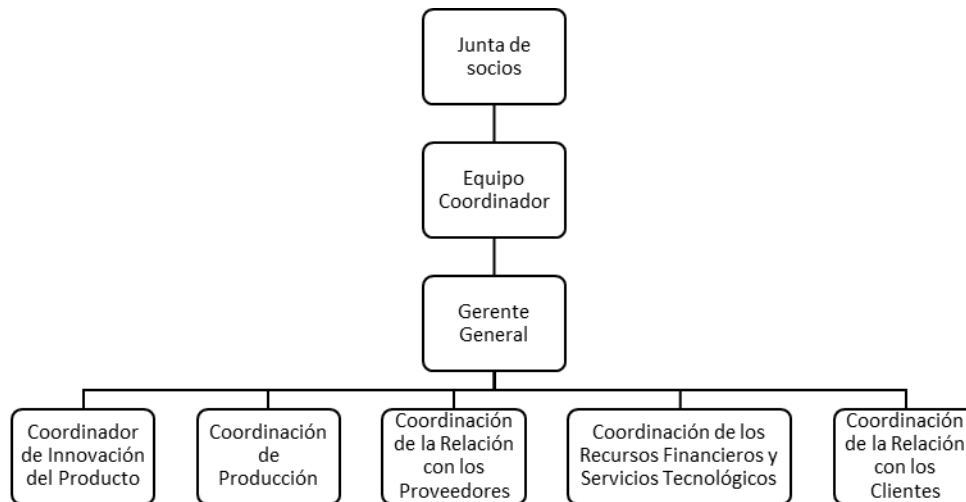 Junta de
socios
Equipo
Coordinador
Gerente
General
Coordinador
de Innovación
del Producto
Coordinación
de
Producción
Coordinación
de la Relación
con los
Proveedores
Coordinación de los
Recursos Financieros y
Servicios Tecnológicos
Coordinación
de la Relación
con los
Clientes